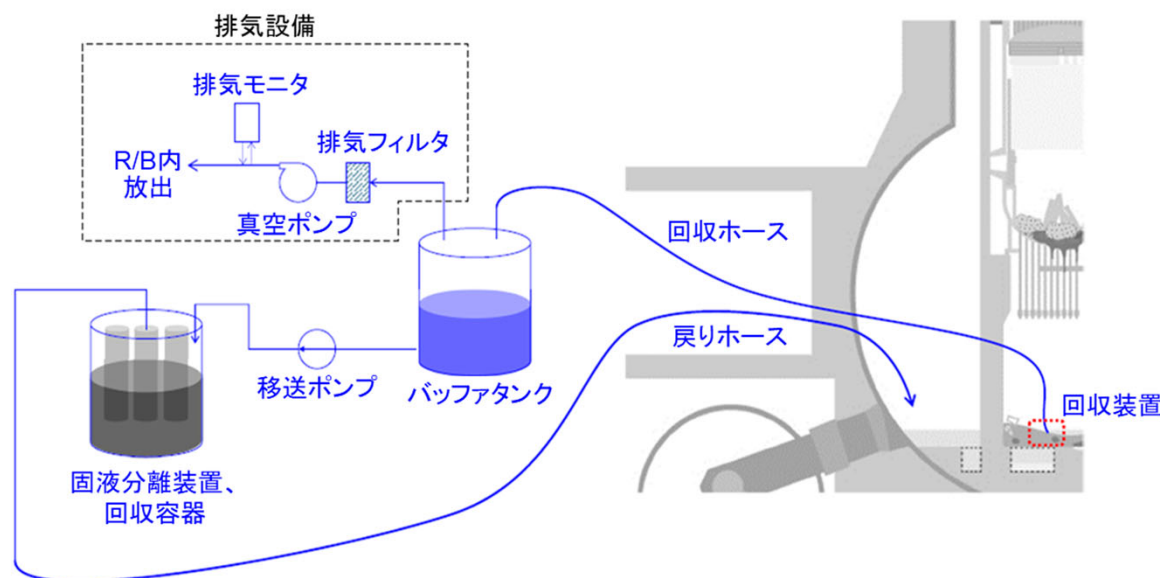 排気設備
排気モニタ
排気フィルタ
R/B内
放出
真空ポンプ
回収ホース
戻りホース
移送ポンプ
バッファタンク
回収装置
固液分離装置、
回収容器